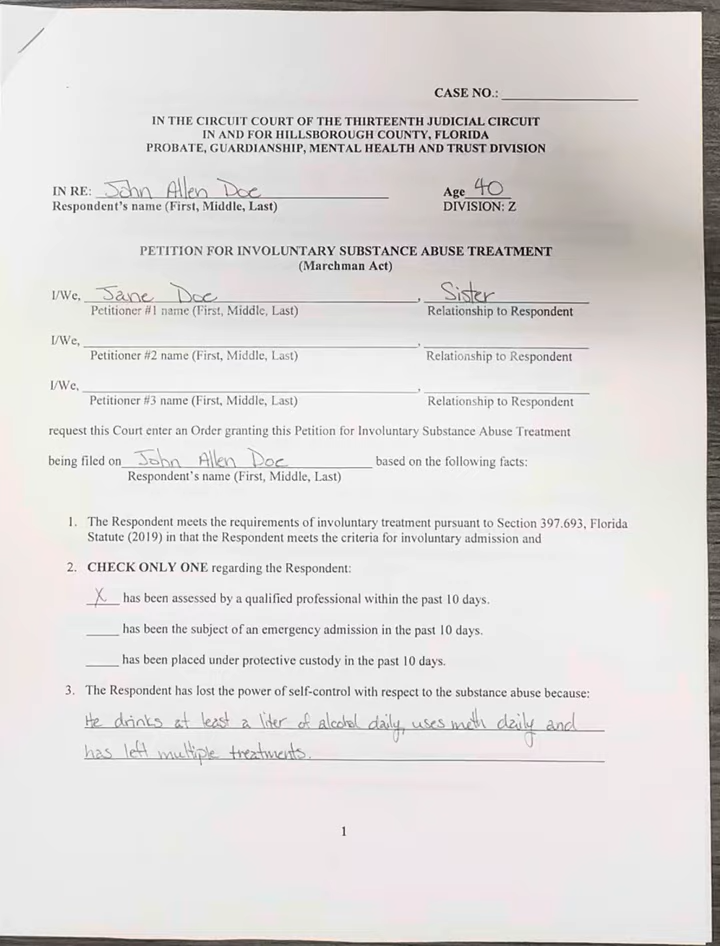 CASE NO.:
IN THE CIRCUIT COURT OF THE THIRTEENTH JUDICIAL CIRCUIT
IN AND FOR HILLSBOROUGH COUNTY, FLORIDA
PROBATE, GUARDIANSHIP, MENTAL HEALTH AND TRUST DIVISION
IN RE: John Allen Doe Age 40
Respondent's name (First, Middle, Last) DIVISION: Z
PETITION FOR INVOLUNTARY SUBSTANCE ABUSE TREATMENT
(Marchman Act)
I/We, Jane Doe, Sister
Petitioner #1 name (First, Middle, Last) Relationship to Respondent
I/We, ,
Petitioner #2 name (First, Middle, Last) Relationship to Respondent
I/We, ,
Petitioner #3 name (First, Middle, Last) Relationship to Respondent
request this Court enter an Order granting this Petition for Involuntary Substance Abuse Treatment
being filed on John Allen Doe based on the following facts:
Respondent's name (First, Middle, Last)
1. The Respondent meets the requirements of involuntary treatment pursuant to Section 397.693, Florida
Statute (2019) in that the Respondent meets the criteria for involuntary admission and
2. CHECK ONLY ONE regarding the Respondent:
X has been assessed by a qualified professional within the past 10 days.
has been the subject of an emergency admission in the past 10 days.
has been placed under protective custody in the past 10 days.
3. The Respondent has lost the power of self-control with respect to the substance abuse because:
He drinks at least a liter of alcohol daily, uses meth daily and
has left multiple treatments.
1